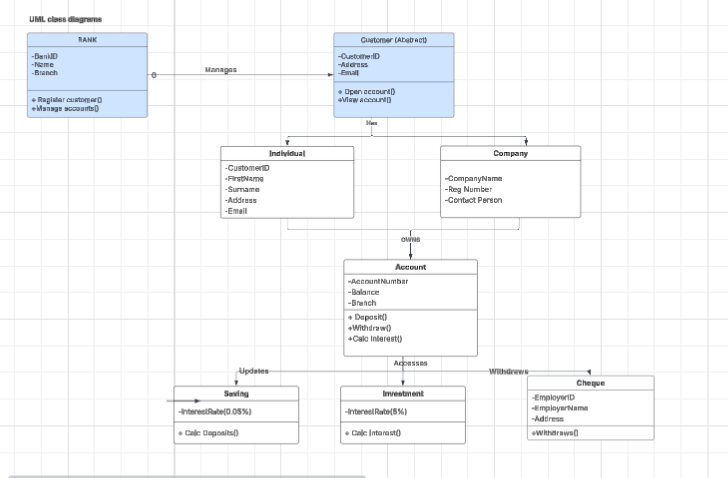 UML class diagrams
BANK
-BankID
-Name
-Branch
+ Register customer()
+Manage accounts()
0
Manages
Customer (Abstract)
-CustomerID
-Address
-Email
+ Open account()
+View account()
Has
Individual
-CustomerID
-FirstName
-Surname
-Address
-Email
Company
-CompanyName
-Reg Number
-Contact Person
owns
Account
-AccountNumber
-Balance
-Branch
+ Deposit()
+Withdraw()
+Calc Interest()
Accesses
Updates
Withdraws
Saving
-InterestRate(0.05%)
+ Calc Deposits()
Investment
-InterestRate(5%)
+ Calc Interest()
Cheque
-EmployerID
-EmployerName
-Address
+Withdraws()